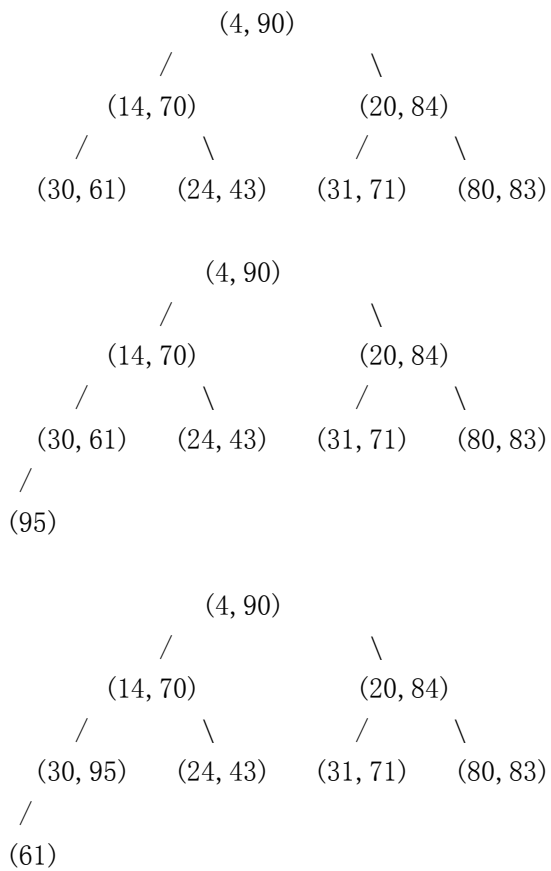 (4,90)
/ \
(14,70) (20,84)
/ \ / \
(30,61) (24,43) (31,71) (80,83)
(4,90)
/ \
(14,70) (20,84)
/ \ / \
(30,61) (24,43) (31,71) (80,83)
/
(95)
(4,90)
/ \
(14,70) (20,84)
/ \ / \
(30,95) (24,43) (31,71) (80,83)
/
(61)